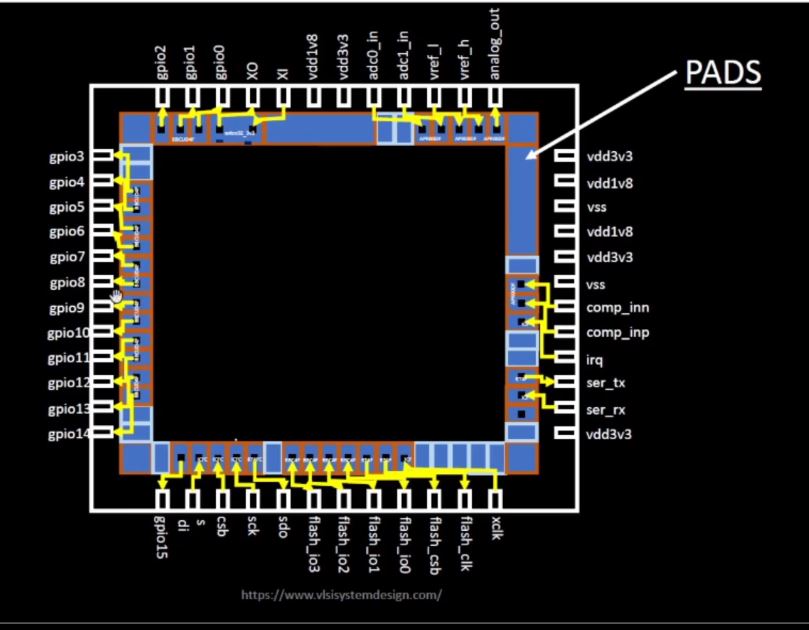 gpio2
gpio1
gpio0
XO
XI
vdd1v8
vdd3v3
adc0_in
adc1_in
vref_l
vref_h
analog_out
PADS
gpio3
gpio4
gpio5
gpio6
gpio7
gpio8
gpio9
gpio10
gpio11
gpio12
gpio13
gpio14
vdd3v3
vdd1v8
vss
vdd1v8
vdd3v3
vss
comp_inn
comp_inp
irq
ser_tx
ser_rx
vdd3v3
gpio15
di
s
csb
sck
sdo
flash_io3
flash_io2
flash_io1
flash_io0
flash_csb
flash_clk
xclk
https://www.vlsisystemdesign.com/